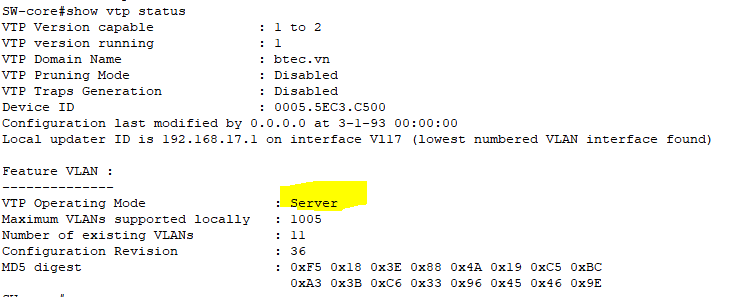 SW-core#show vtp status
VTP Version capable : 1 to 2
VTP version running : 1
VTP Domain Name : btec.vn
VTP Pruning Mode : Disabled
VTP Traps Generation : Disabled
Device ID : 0005.5EC3.C500
Configuration last modified by 0.0.0.0 at 3-1-93 00:00:00
Local updater ID is 192.168.17.1 on interface Vl17 (lowest numbered VLAN interface found)
Feature VLAN :
--------------
VTP Operating Mode : Server
Maximum VLANs supported locally : 1005
Number of existing VLANs : 11
Configuration Revision : 36
MD5 digest : 0xF5 0x18 0x3E 0x88 0x4A 0x19 0xC5 0xBC
0xA3 0x3B 0xC6 0x33 0x96 0x45 0x46 0x9E